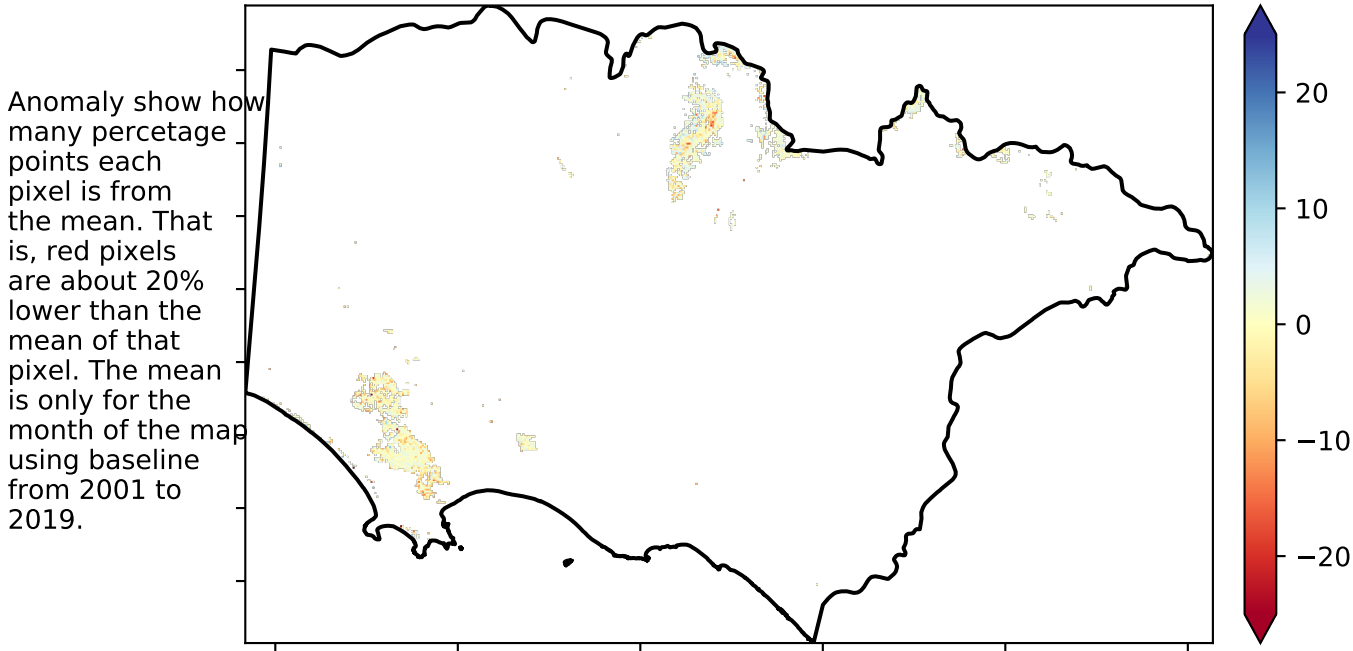 Anomaly show how
many percetage
points each
pixel is from
the mean. That
is, red pixels
are about 20%
lower than the
mean of that
pixel. The mean
is only for the
month of the map
using baseline
from 2001 to
2019.
20
10
0
−10
−20